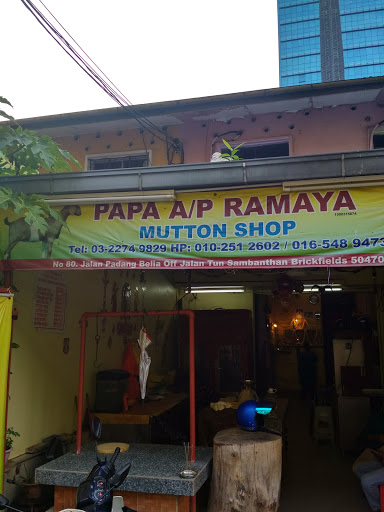 PAPA A/P RAMAYA
MUTTON SHOP
Tel: 03-2274 9829 HP: 010-251 2602 / 016-548 9473
No 60. Jalan Padang Belia Off Jalan Tun Sambanthan Brickfields 50470